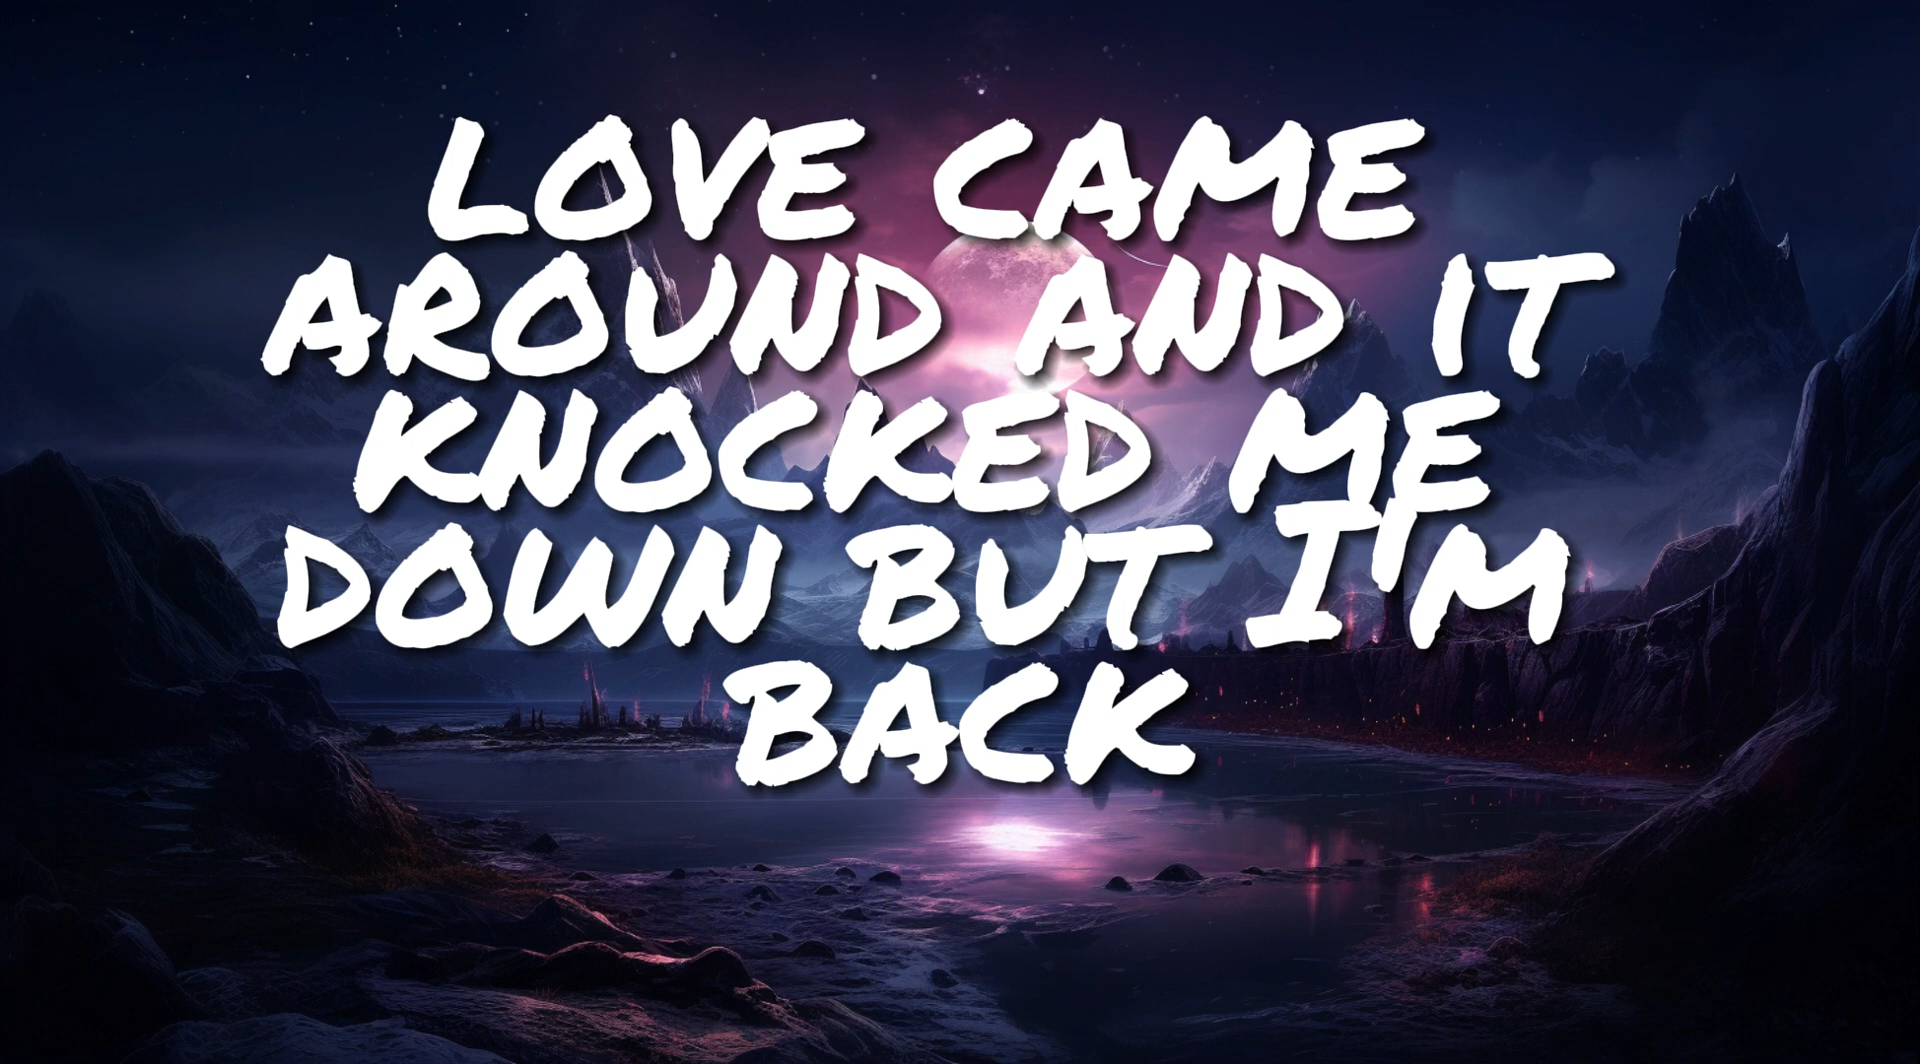 LOVE CAME
AROUND AND IT
KNOCKED ME
DOWN BUT I'M
BACK